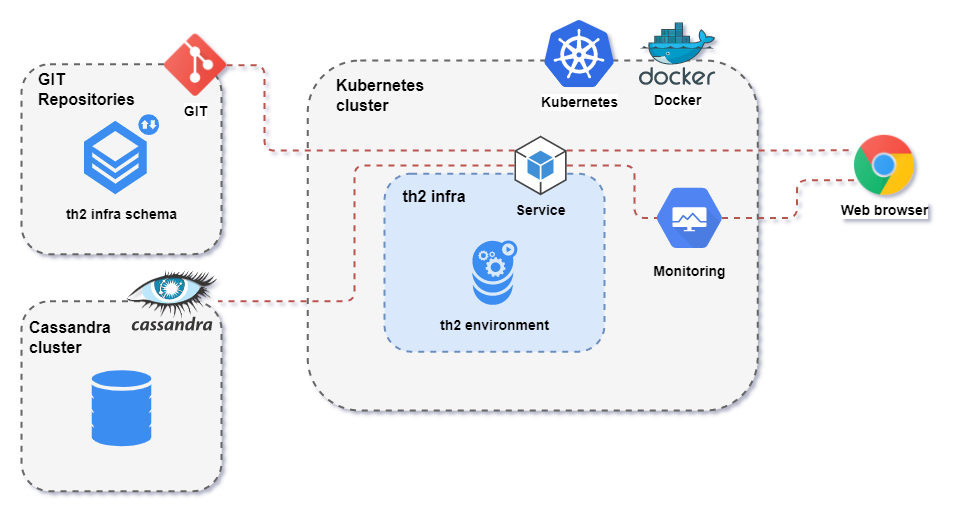 GIT
Repositories
GIT
th2 infra schema
Kubernetes
cluster
Kubernetes
docker
Docker
th2 infra
Service
th2 environment
Monitoring
Web browser
Cassandra
cluster
cassandra